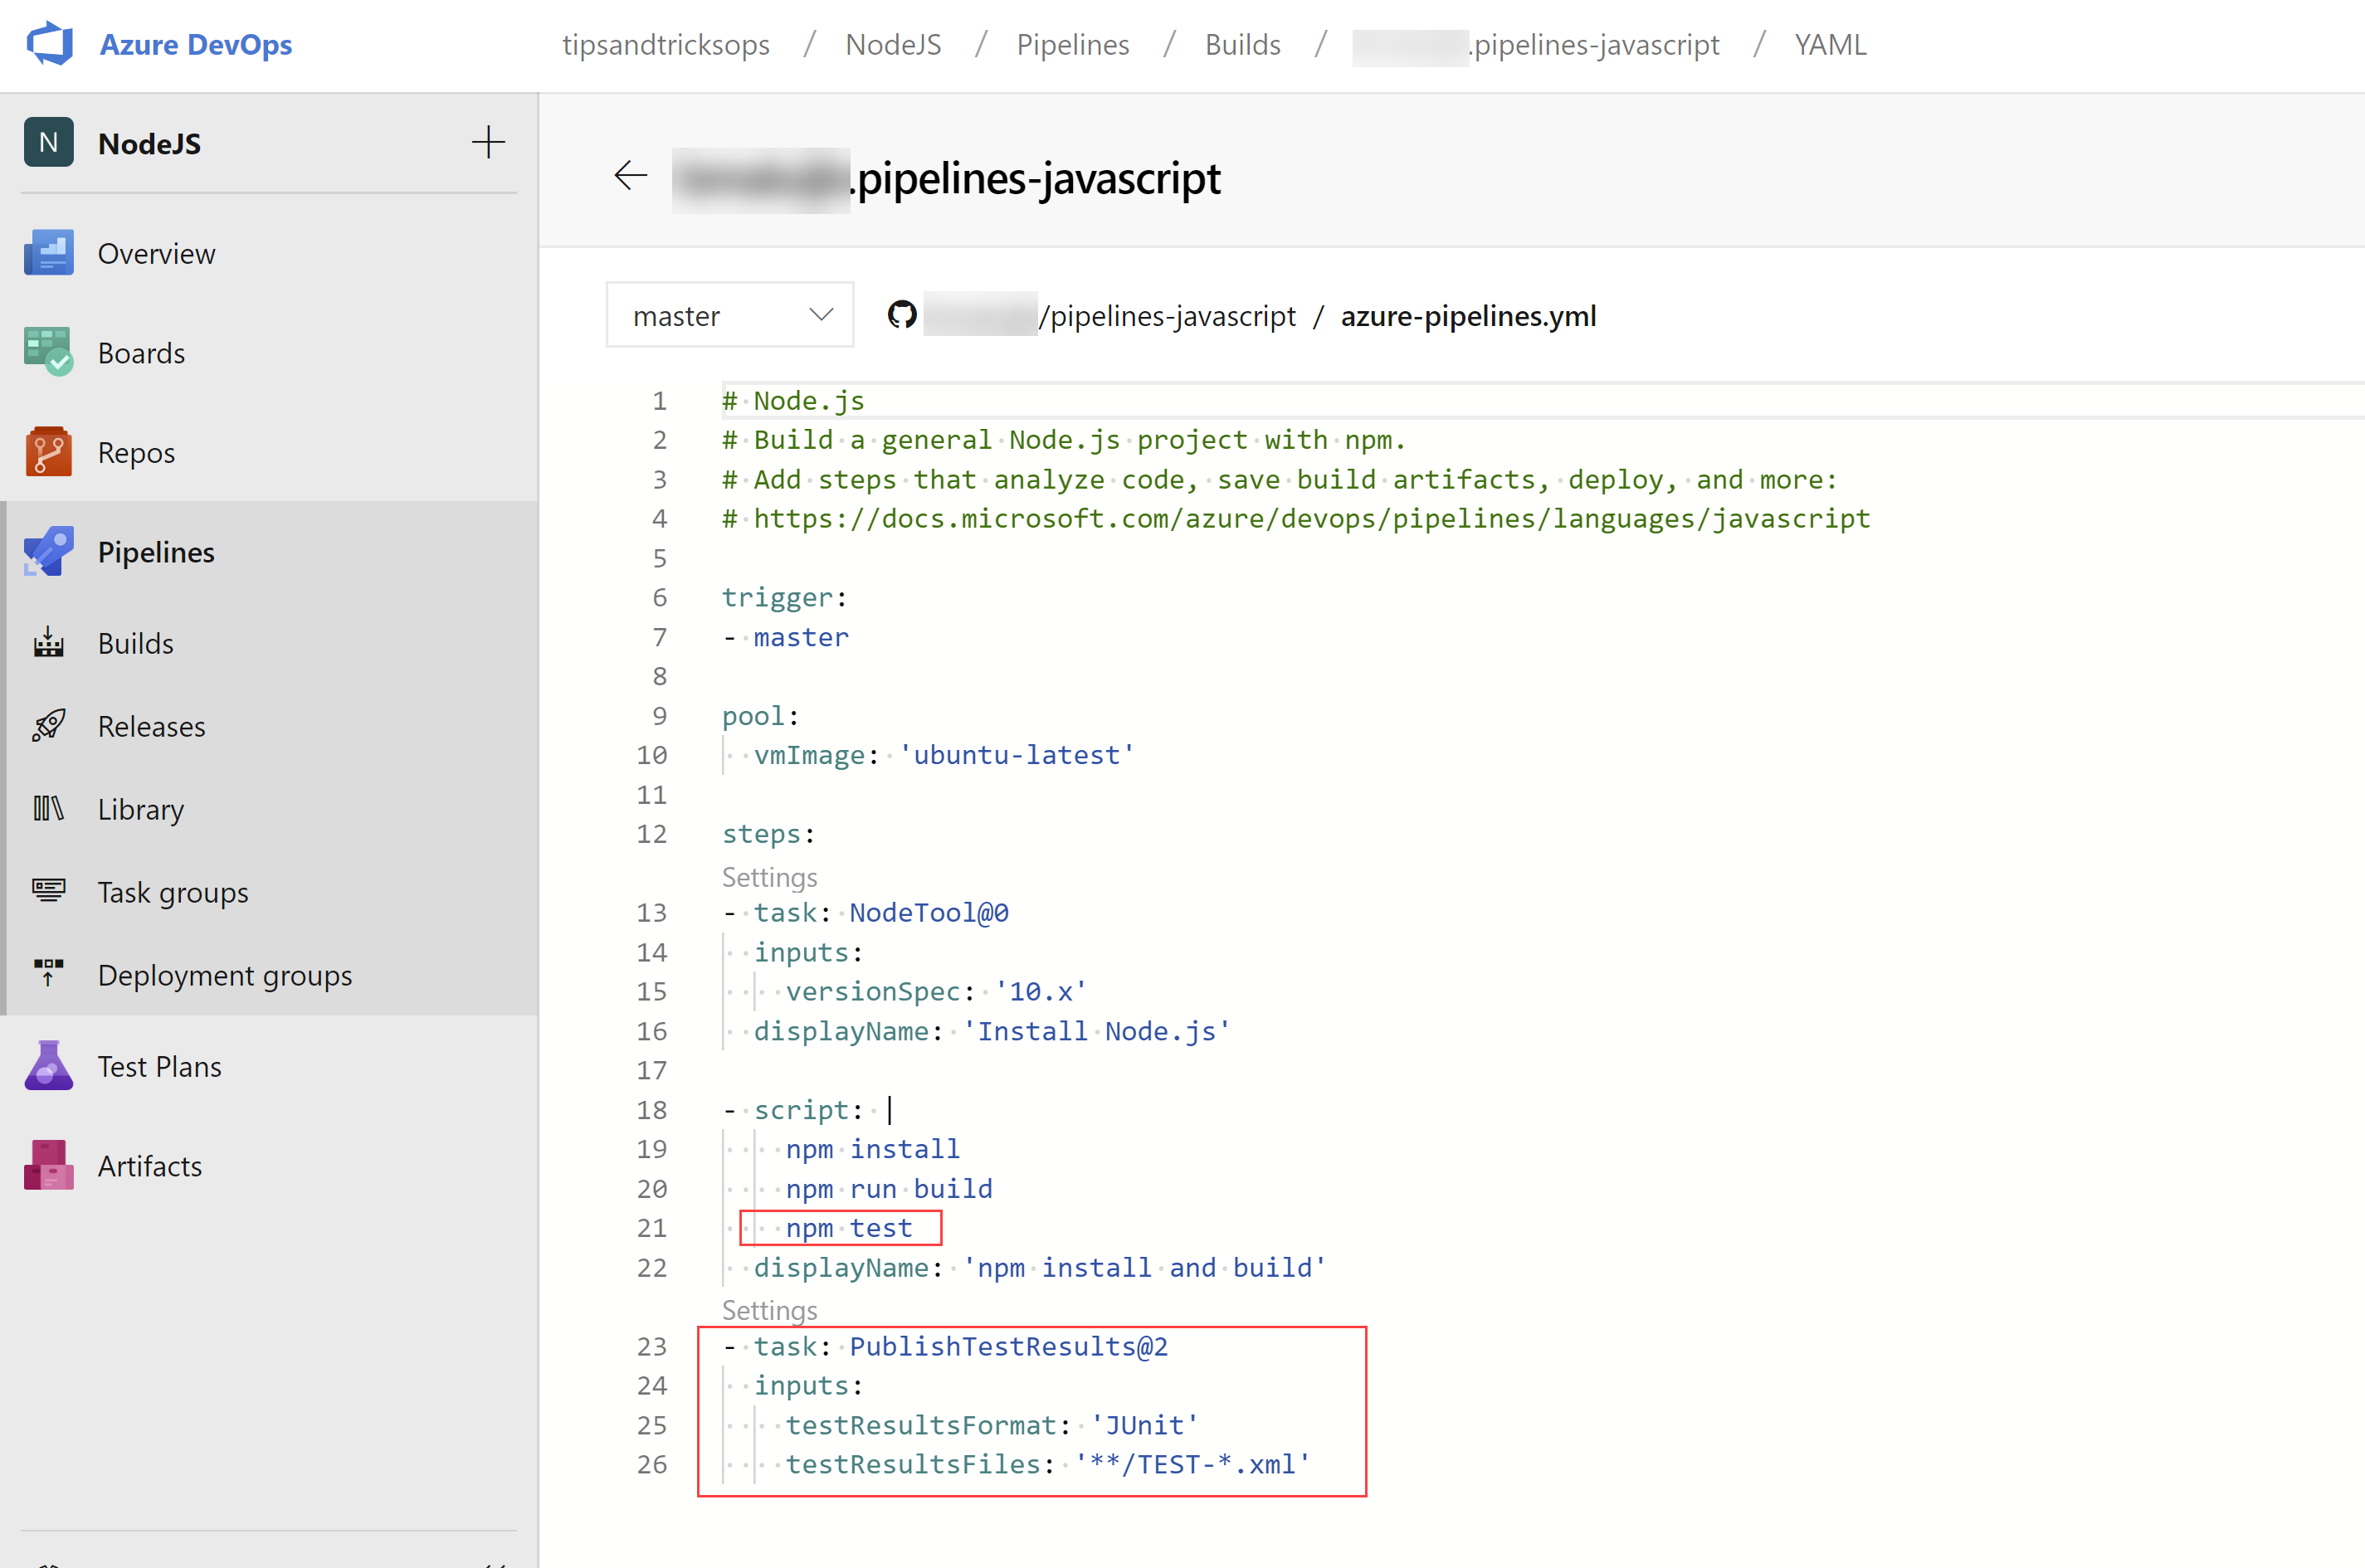 Azure DevOps
tipsandtricksops / NodeJS / Pipelines / Builds / .pipelines-javascript / YAML
N NodeJS
Overview
Boards
Repos
Pipelines
Builds
Releases
Library
Task groups
Deployment groups
Test Plans
Artifacts
.pipelines-javascript
master
/pipelines-javascript / azure-pipelines.yml
1 # Node.js
2 # Build a general Node.js project with npm.
3 # Add steps that analyze code, save build artifacts, deploy, and more:
4 # https://docs.microsoft.com/azure/devops/pipelines/languages/javascript
5
6 trigger:
7 - master
8
9 pool:
10   vmImage: 'ubuntu-latest'
11
12 steps:
Settings
13 - task: NodeTool@0
14   inputs:
15     versionSpec: '10.x'
16   displayName: 'Install Node.js'
17
18 - script: |
19     npm install
20     npm run build
21     npm test
22   displayName: 'npm install and build'
Settings
23 - task: PublishTestResults@2
24   inputs:
25     testResultsFormat: 'JUnit'
26     testResultsFiles: '**/TEST-*.xml'